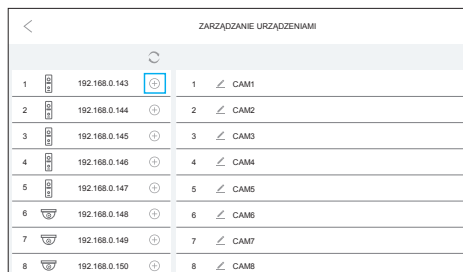 ZARZĄDZANIE URZĄDZENIAMI
1 192.168.0.143 1 CAM1
2 192.168.0.144 2 CAM2
3 192.168.0.145 3 CAM3
4 192.168.0.146 4 CAM4
5 192.168.0.147 5 CAM5
6 192.168.0.148 6 CAM6
7 192.168.0.149 7 CAM7
8 192.168.0.150 8 CAM8